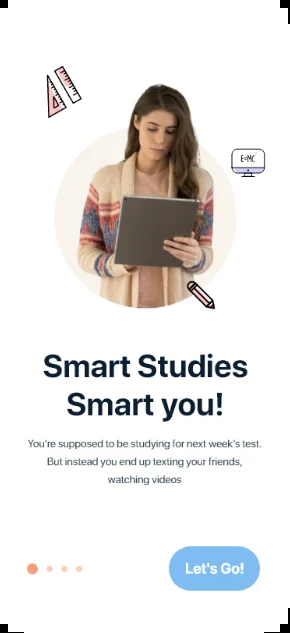 E=MC²
Smart Studies
Smart you!
You're supposed to be studying for next week's test.
But instead you end up texting your friends,
watching videos
Let's Go!